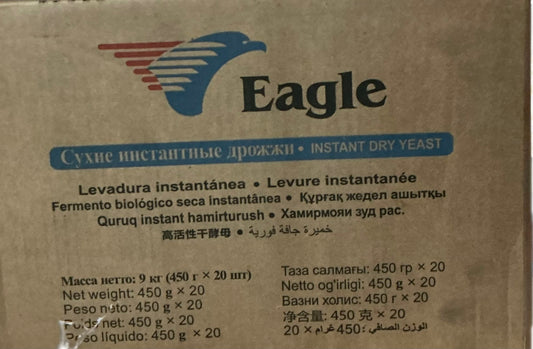 Eagle
Сухие инстантные дрожжи • INSTANT DRY YEAST
Levadura instantánea • Levure instantanée
Fermento biológico seca instantânea • Құрғақ жедел ашытқы
Quruq instant hamirturush • Хамирмояи зуд рас.
高活性干酵母 • خميرة جافة فورية
Масса нетто: 9 кг (450 г × 20 шт)
Net weight: 450 g × 20
Peso neto: 450 g × 20
Poids net: 450 g × 20
Peso líquido: 450 g × 20
Таза салмағы: 450 гр × 20
Netto og'irligi: 450 g × 20
Вазни холис: 450 г × 20
净含量: 450 克 × 20
الوزن الصافي: 450 غرام × 20